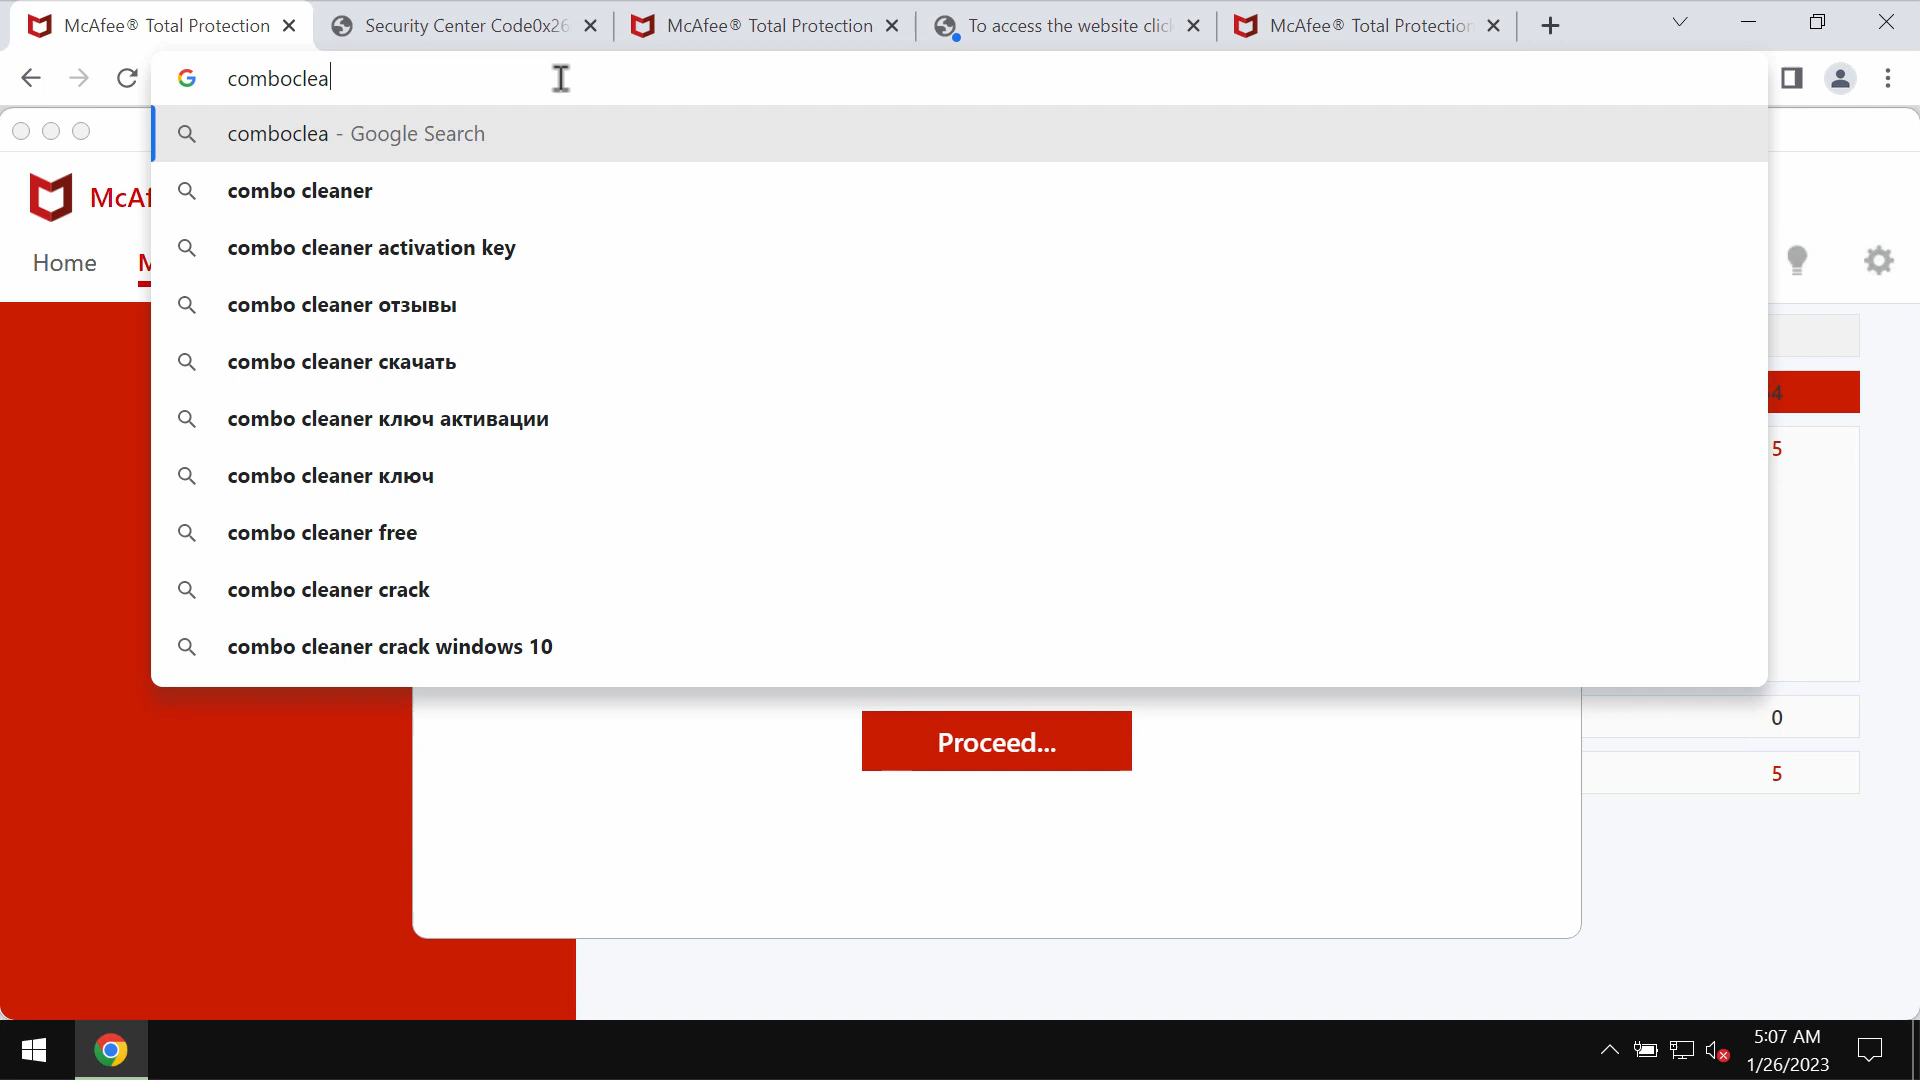 McAfee® Total Protection
Security Center Code0x26
McAfee® Total Protection
To access the website click
McAfee® Total Protection
comboclea
comboclea - Google Search
combo cleaner
combo cleaner activation key
combo cleaner отзывы
combo cleaner скачать
combo cleaner ключ активации
combo cleaner ключ
combo cleaner free
combo cleaner crack
combo cleaner crack windows 10
McAf
Home
M
4
5
0
5
Proceed...
5:07 AM
1/26/2023